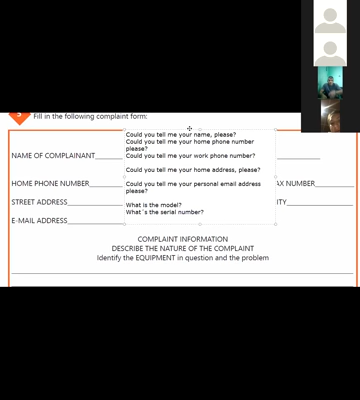 Fill in the following complaint form:
Could you tell me your name, please?
Could you tell me your home phone number
please?
Could you tell me your work phone number?
Could you tell me your home address, please?
Could you tell me your personal email address
please?
What is the model?
What´s the serial number?
NAME OF COMPLAINANT
HOME PHONE NUMBER
AX NUMBER
STREET ADDRESS
ITY
E-MAIL ADDRESS
COMPLAINT INFORMATION
DESCRIBE THE NATURE OF THE COMPLAINT
Identify the EQUIPMENT in question and the problem